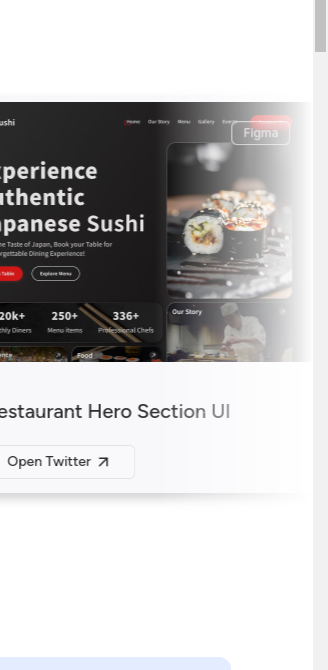 ushi
Home Our Story Menu Gallery Events
Figma
xperience
uthentic
apanese Sushi
he Taste of Japan, Book your Table for
rgettable Dining Experience!
Table Explore Menu
20k+ 250+ 336+
thly Diners Menu items Professional Chefs
Our Story
ence Food
estaurant Hero Section UI
Open Twitter